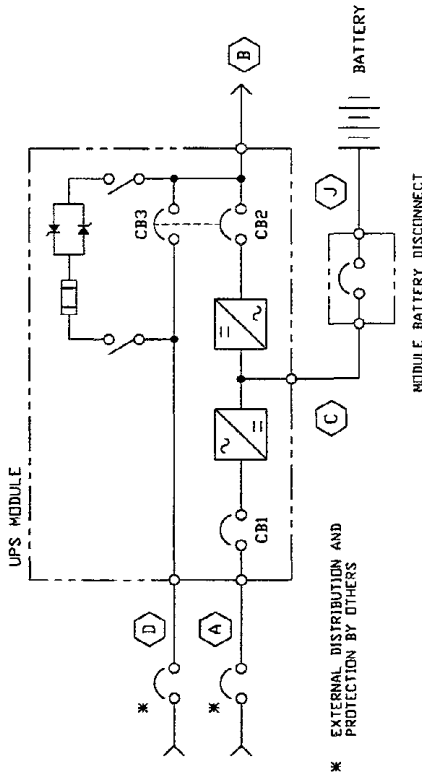 UPS MODULE
CB3
CB2
CB1
D
A
B
C
J
BATTERY
MODULE BATTERY DISCONNECT
*
*
* EXTERNAL DISTRIBUTION AND
PROTECTION BY OTHERS